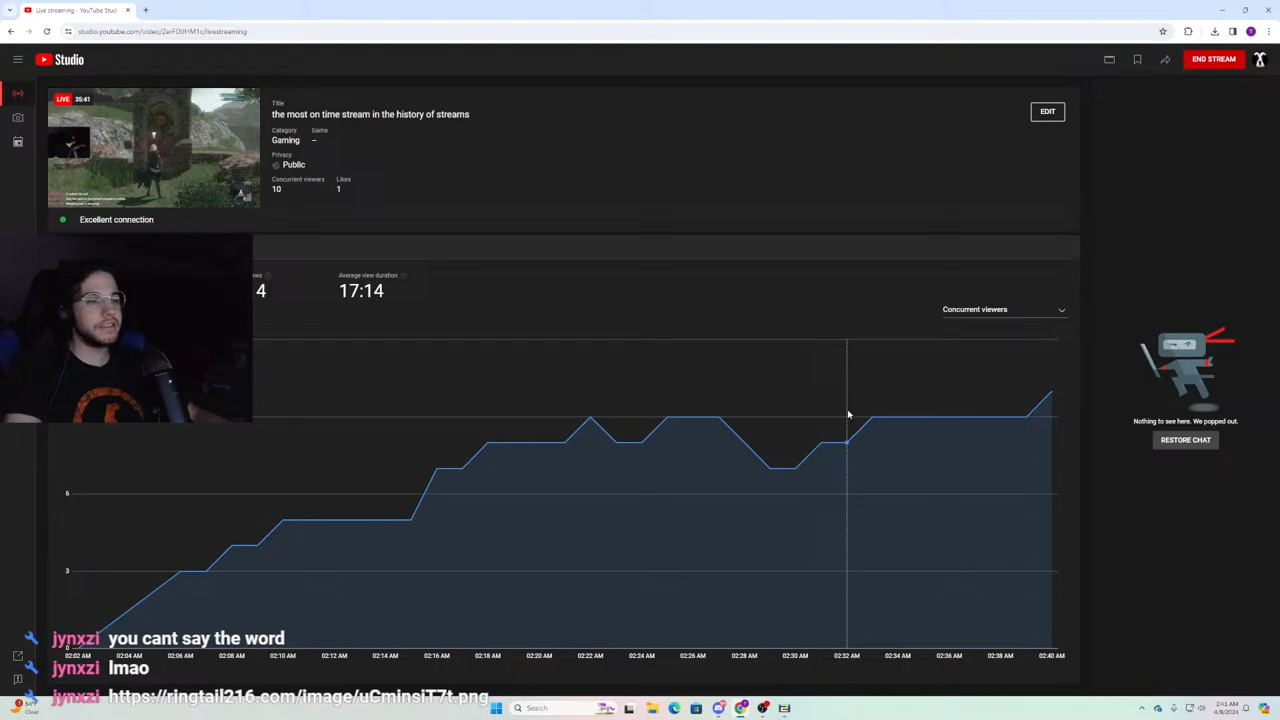 Live streaming - YouTube Stud
studio.youtube.com/video/ZerFDUHM1c/livestreaming
Studio
END STREAM
LIVE 35:41
Title
the most on time stream in the history of streams
EDIT
Category Game
Gaming –
Privacy
Public
Concurrent viewers Likes
10 1
Excellent connection
ews Average view duration
4 17:14
Concurrent viewers
6
3
0
Nothing to see here. We popped out.
RESTORE CHAT
02:02 AM 02:04 AM 02:06 AM 02:08 AM 02:10 AM 02:12 AM 02:14 AM 02:16 AM 02:18 AM 02:20 AM 02:22 AM 02:24 AM 02:26 AM 02:28 AM 02:30 AM 02:32 AM 02:34 AM 02:36 AM 02:38 AM 02:40 AM
jynxzi you cant say the word
jynxzi lmao
jynxzi https://ringtail216.com/image/uCminsiT7t.png
54°
Clear
Search
2:41 AM
4/9/2024